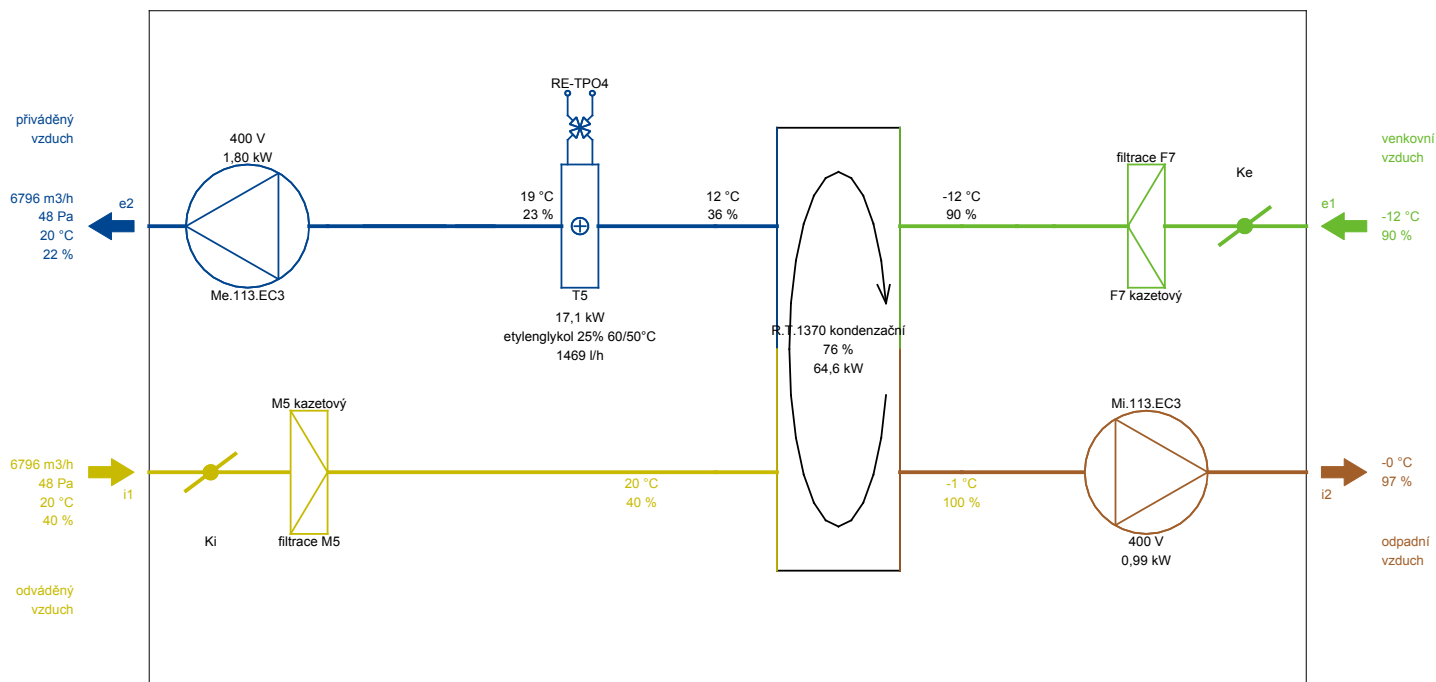 RE-TPO4
přiváděný
vzduch
400 V
1,80 kW
6796 m3/h
48 Pa
20 °C
22 %
e2
Me.113.EC3
19 °C
23 %
T5
17,1 kW
etylenglykol 25% 60/50°C
1469 l/h
12 °C
36 %
R.T.1370 kondenzační
76 %
64,6 kW
-12 °C
90 %
filtrace F7
F7 kazetový
Ke
venkovní
vzduch
e1
-12 °C
90 %
6796 m3/h
48 Pa
20 °C
40 %
i1
odváděný
vzduch
Ki
M5 kazetový
filtrace M5
20 °C
40 %
-1 °C
100 %
Mi.113.EC3
400 V
0,99 kW
i2
-0 °C
97 %
odpadní
vzduch